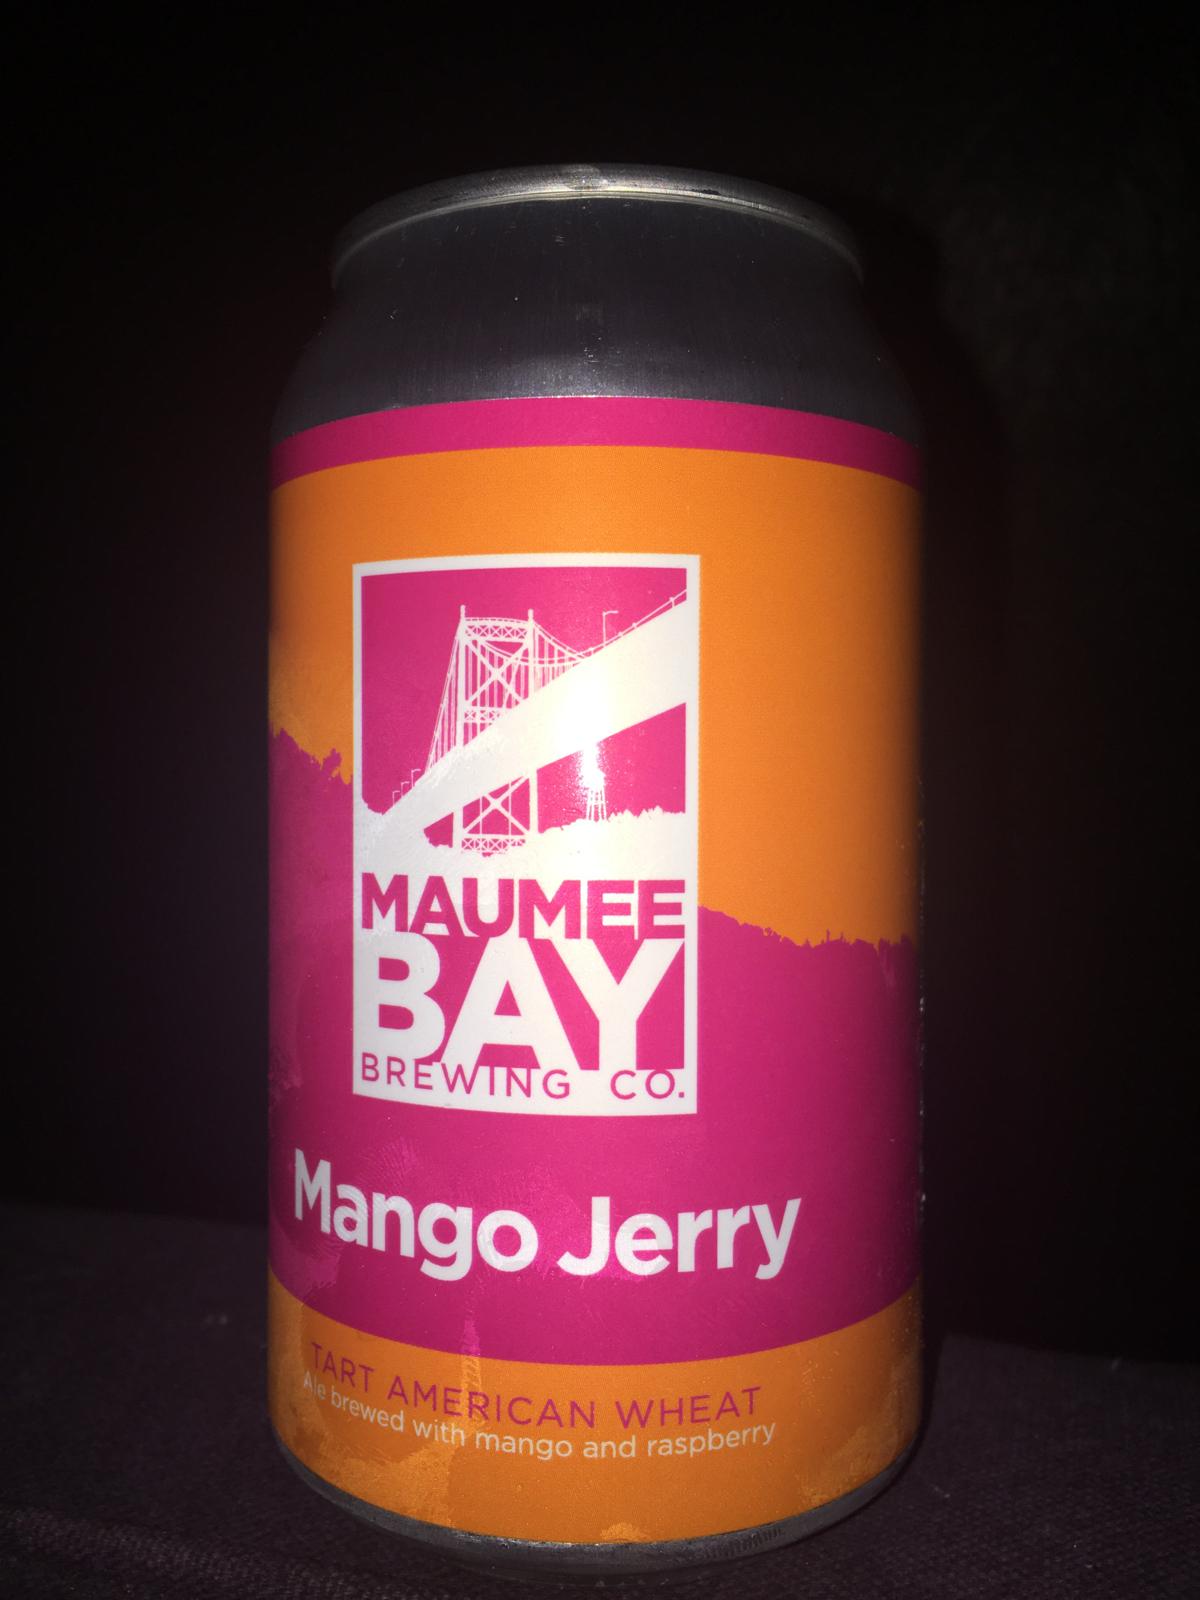 MAUMEE
BAY
BREWING CO.
Mango Jerry
TART AMERICAN WHEAT
Ale brewed with mango and raspberry